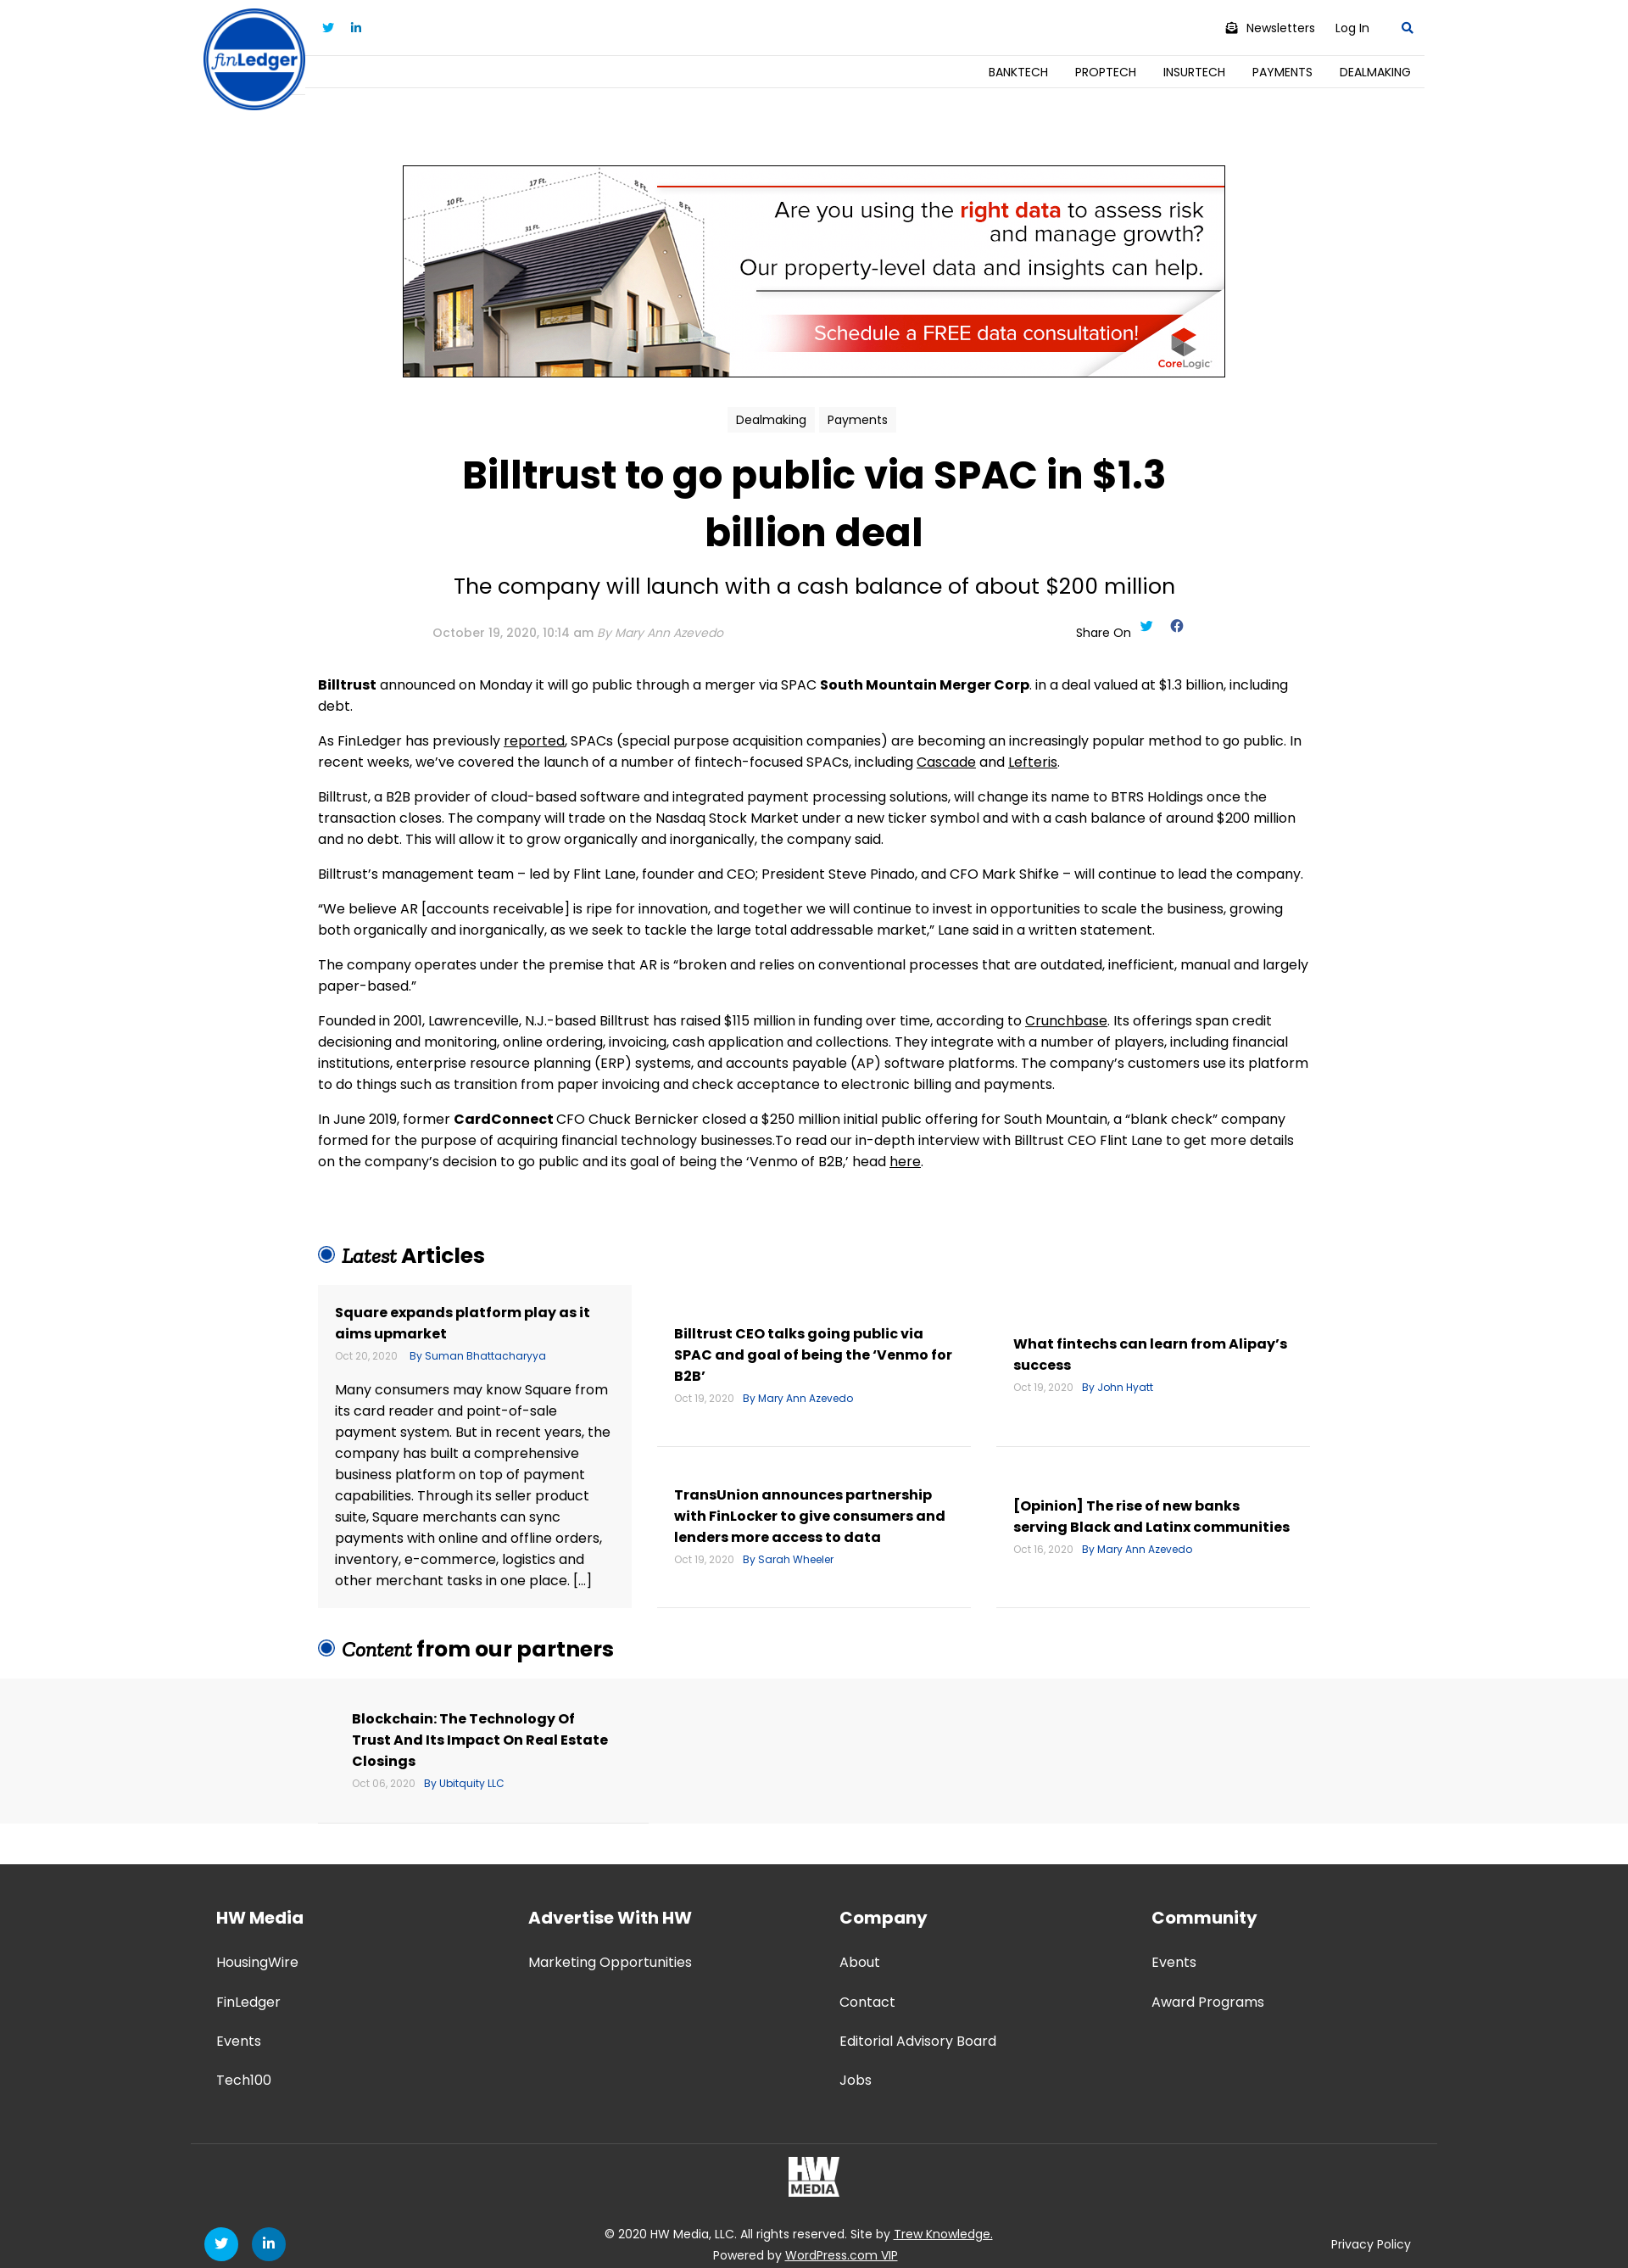 finLedger
Newsletters
Log In
BANKTECH
PROPTECH
INSURTECH
PAYMENTS
DEALMAKING
10 Ft.
17 Ft.
8 Ft.
31 Ft.
8 Ft.
Are you using the right data to assess risk
and manage growth?
Our property-level data and insights can help.
Schedule a FREE data consultation!
CoreLogic
Dealmaking
Payments
Billtrust to go public via SPAC in $1.3
billion deal
The company will launch with a cash balance of about $200 million
October 19, 2020, 10:14 am By Mary Ann Azevedo
Share On
Billtrust announced on Monday it will go public through a merger via SPAC South Mountain Merger Corp. in a deal valued at $1.3 billion, including
debt.
As FinLedger has previously reported, SPACs (special purpose acquisition companies) are becoming an increasingly popular method to go public. In
recent weeks, we’ve covered the launch of a number of fintech-focused SPACs, including Cascade and Lefteris.
Billtrust, a B2B provider of cloud-based software and integrated payment processing solutions, will change its name to BTRS Holdings once the
transaction closes. The company will trade on the Nasdaq Stock Market under a new ticker symbol and with a cash balance of around $200 million
and no debt. This will allow it to grow organically and inorganically, the company said.
Billtrust’s management team – led by Flint Lane, founder and CEO; President Steve Pinado, and CFO Mark Shifke – will continue to lead the company.
“We believe AR [accounts receivable] is ripe for innovation, and together we will continue to invest in opportunities to scale the business, growing
both organically and inorganically, as we seek to tackle the large total addressable market,” Lane said in a written statement.
The company operates under the premise that AR is “broken and relies on conventional processes that are outdated, inefficient, manual and largely
paper-based.”
Founded in 2001, Lawrenceville, N.J.-based Billtrust has raised $115 million in funding over time, according to Crunchbase. Its offerings span credit
decisioning and monitoring, online ordering, invoicing, cash application and collections. They integrate with a number of players, including financial
institutions, enterprise resource planning (ERP) systems, and accounts payable (AP) software platforms. The company’s customers use its platform
to do things such as transition from paper invoicing and check acceptance to electronic billing and payments.
In June 2019, former CardConnect CFO Chuck Bernicker closed a $250 million initial public offering for South Mountain, a “blank check” company
formed for the purpose of acquiring financial technology businesses.To read our in-depth interview with Billtrust CEO Flint Lane to get more details
on the company’s decision to go public and its goal of being the ‘Venmo of B2B,’ head here.
Latest Articles
Square expands platform play as it
aims upmarket
Oct 20, 2020 By Suman Bhattacharyya
Many consumers may know Square from
its card reader and point-of-sale
payment system. But in recent years, the
company has built a comprehensive
business platform on top of payment
capabilities. Through its seller product
suite, Square merchants can sync
payments with online and offline orders,
inventory, e-commerce, logistics and
other merchant tasks in one place. [...]
Billtrust CEO talks going public via
SPAC and goal of being the ‘Venmo for
B2B’
Oct 19, 2020 By Mary Ann Azevedo
What fintechs can learn from Alipay’s
success
Oct 19, 2020 By John Hyatt
TransUnion announces partnership
with FinLocker to give consumers and
lenders more access to data
Oct 19, 2020 By Sarah Wheeler
[Opinion] The rise of new banks
serving Black and Latinx communities
Oct 16, 2020 By Mary Ann Azevedo
Content from our partners
Blockchain: The Technology Of
Trust And Its Impact On Real Estate
Closings
Oct 06, 2020 By Ubitquity LLC
HW Media
HousingWire
FinLedger
Events
Tech100
Advertise With HW
Marketing Opportunities
Company
About
Contact
Editorial Advisory Board
Jobs
Community
Events
Award Programs
HW
MEDIA
© 2020 HW Media, LLC. All rights reserved. Site by Trew Knowledge.
Powered by WordPress.com VIP
Privacy Policy